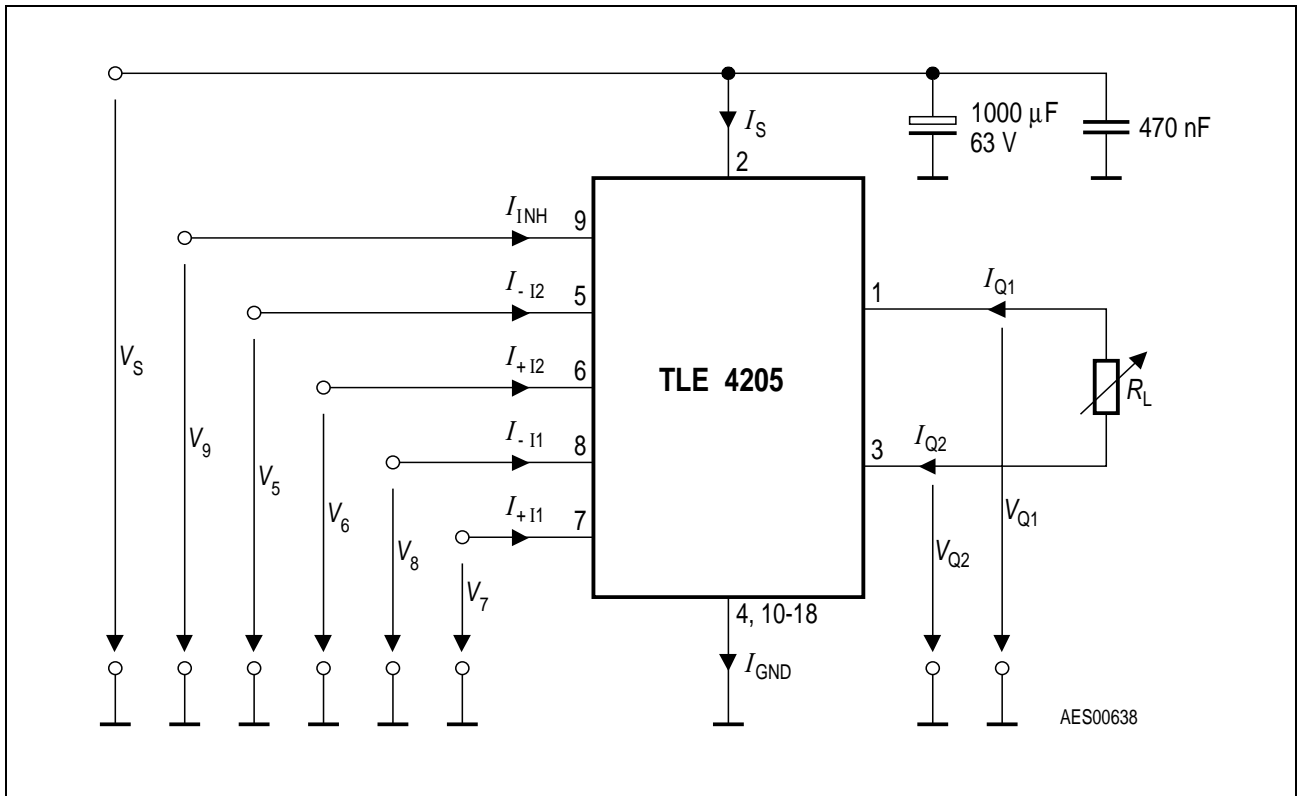 I_S
1000 µF
63 V
470 nF
2
I_INH
9
I_- I2
5
I_+ I2
6
I_- I1
8
I_+ I1
7
TLE 4205
1
I_Q1
3
I_Q2
R_L
V_S
V_9
V_5
V_6
V_8
V_7
V_Q2
V_Q1
4, 10-18
I_GND
AES00638